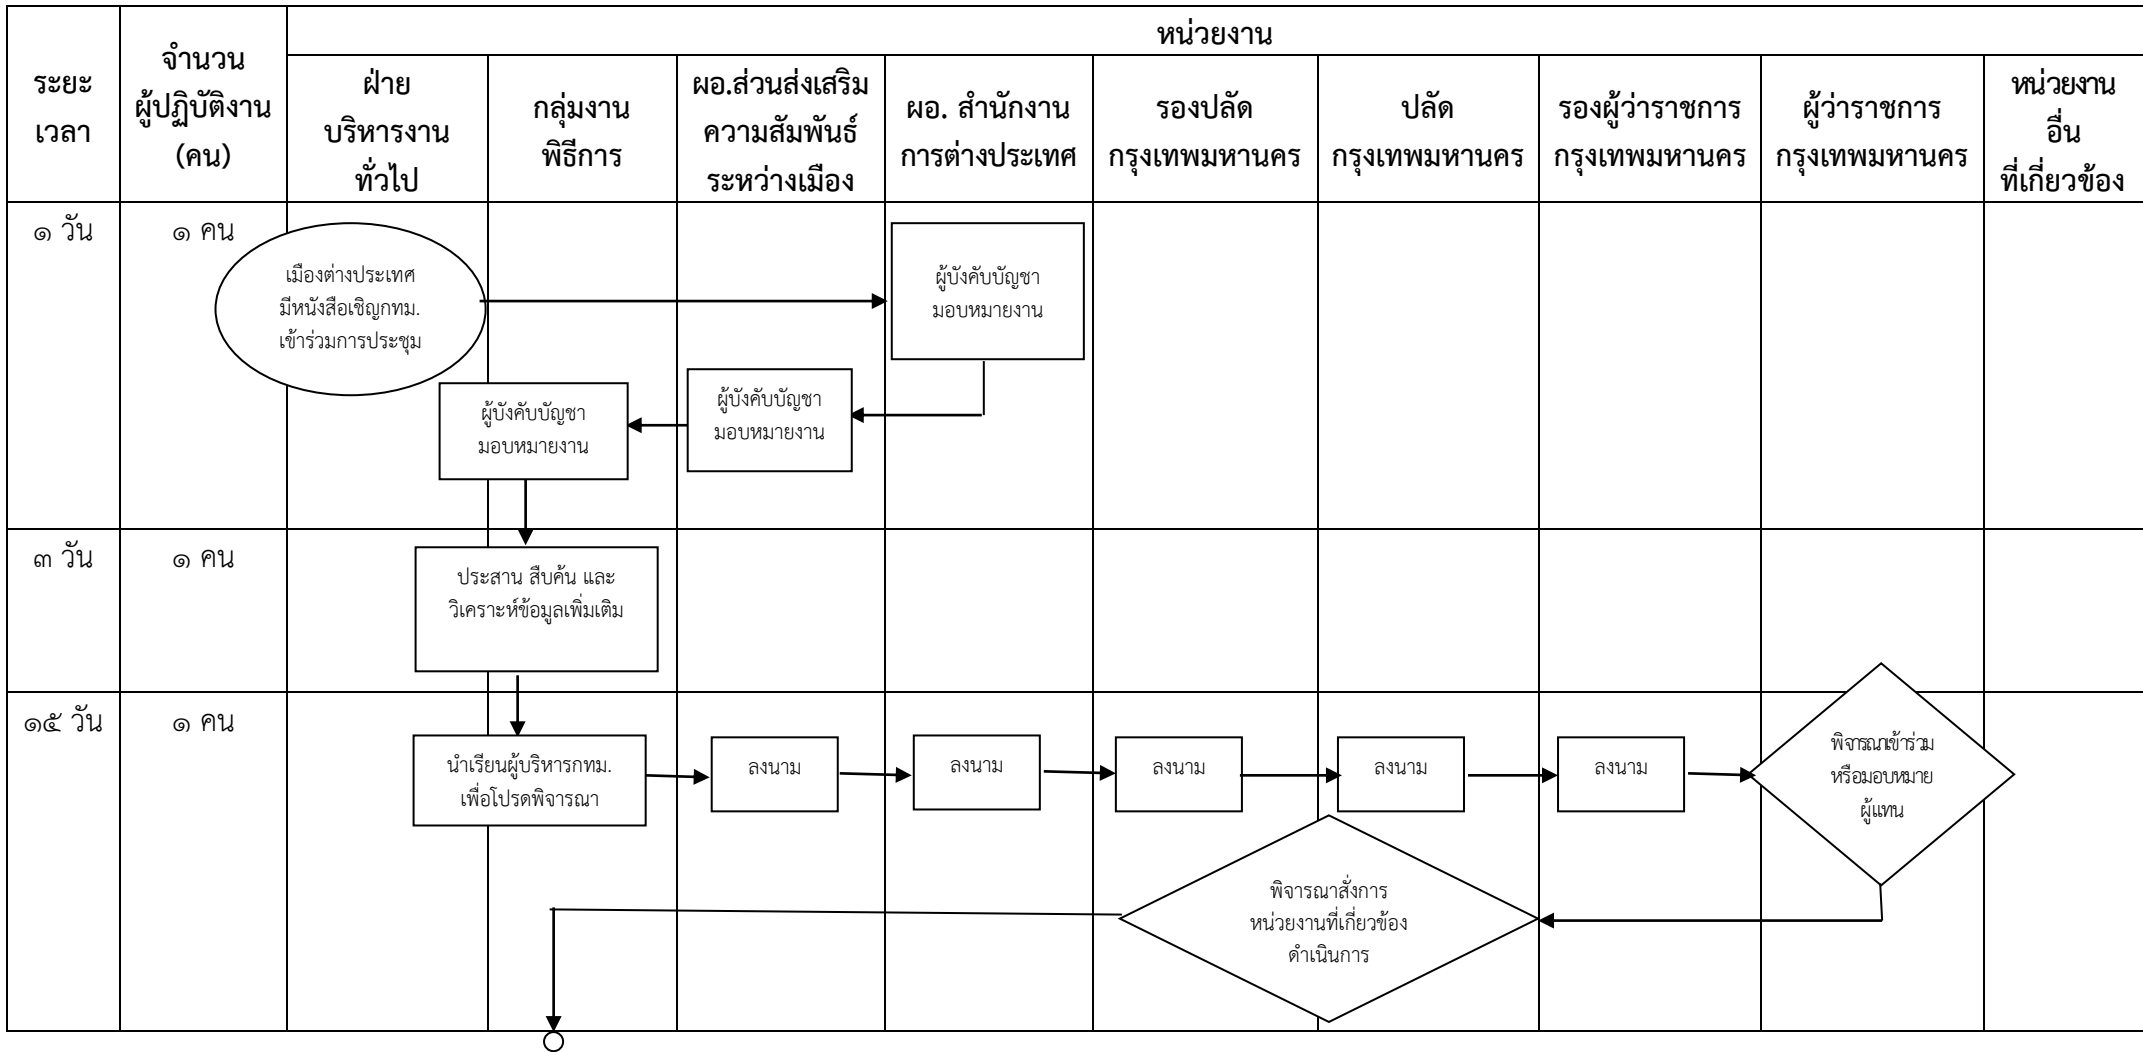 หน่วยงาน
ระยะ
เวลา
จำนวน
ผู้ปฏิบัติงาน
(คน)
ฝ่าย
บริหารงาน
ทั่วไป
กลุ่มงาน
พิธีการ
ผอ.ส่วนส่งเสริม
ความสัมพันธ์
ระหว่างเมือง
ผอ. สำนักงาน
การต่างประเทศ
รองปลัด
กรุงเทพมหานคร
ปลัด
กรุงเทพมหานคร
รองผู้ว่าราชการ
กรุงเทพมหานคร
ผู้ว่าราชการ
กรุงเทพมหานคร
หน่วยงาน
อื่น
ที่เกี่ยวข้อง
๑ วัน
๑ คน
เมืองต่างประเทศ
มีหนังสือเชิญกทม.
เข้าร่วมการประชุม
ผู้บังคับบัญชา
มอบหมายงาน
ผู้บังคับบัญชา
มอบหมายงาน
ผู้บังคับบัญชา
มอบหมายงาน
๓ วัน
๑ คน
ประสาน สืบค้น และ
วิเคราะห์ข้อมูลเพิ่มเติม
๑๕ วัน
๑ คน
นำเรียนผู้บริหารกทม.
เพื่อโปรดพิจารณา
ลงนาม
ลงนาม
ลงนาม
ลงนาม
ลงนาม
พิจารณาเข้าร่วม
หรือมอบหมาย
ผู้แทน
พิจารณาสั่งการ
หน่วยงานที่เกี่ยวข้อง
ดำเนินการ